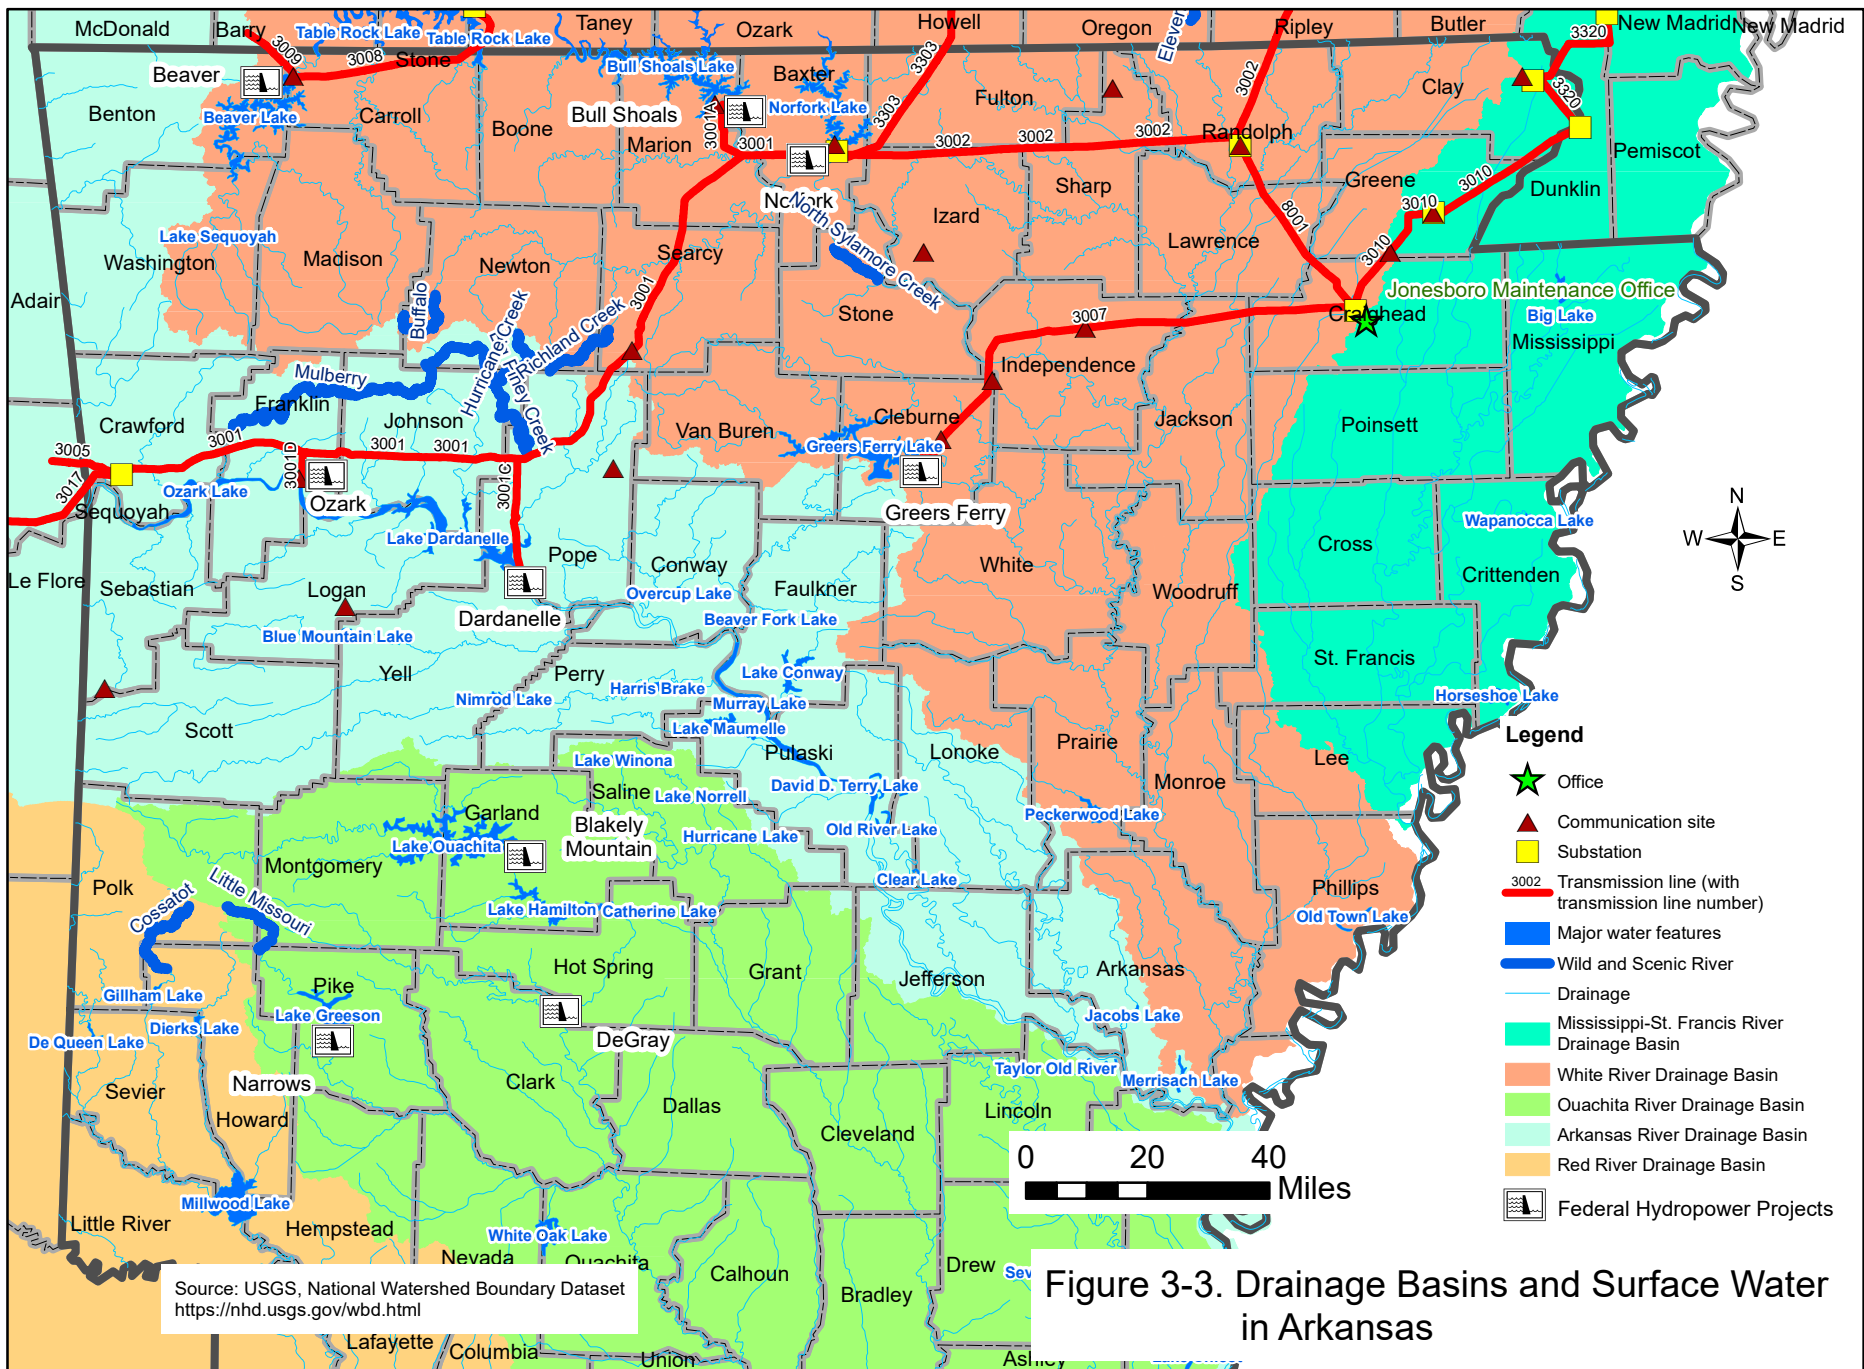 McDonald
Barry
Taney
Ozark
Howell
Oregon
Ripley
Butler
New Madrid
New Madrid
Table Rock Lake
Table Rock Lake
Eleven
3009
3008
Stone
3303
3002
3320
Beaver
Bull Shoals Lake
Baxter
Clay
Benton
Beaver Lake
Carroll
Boone
Bull Shoals
Norfork Lake
Fulton
3320
3001A
3303
Marion
3001
3002
3002
3002
Randolph
Pemiscot
Sharp
Greene
3010
Dunklin
Norfork
North Sylamore Creek
Izard
8001
3010
Lake Sequoyah
Washington
Madison
Newton
Searcy
Lawrence
3010
Adair
Buffalo
Hurricane Creek
Richland Creek
3001
Stone
Jonesboro Maintenance Office
Craighead
Big Lake
3007
Mississippi
Mulberry
Hurricane Creek
Falling Creek
Independence
Franklin
Johnson
Crawford
Cleburne
Jackson
Poinsett
Van Buren
Greers Ferry Lake
3005
3001
3001D
3001
3001
3001C
3017
Ozark Lake
Ozark
Sequoyah
Greers Ferry
Wapanocca Lake
Lake Dardanelle
Pope
Conway
Cross
N
W
E
S
Le Flore
Sebastian
Logan
Faulkner
White
Woodruff
Crittenden
Overcup Lake
Dardanelle
Beaver Fork Lake
Blue Mountain Lake
Yell
Perry
Lake Conway
St. Francis
Nimrod Lake
Harris Brake
Murray Lake
Horseshoe Lake
Scott
Lake Maumelle
Pulaski
Lonoke
Prairie
Lee
Lake Winona
Monroe
David D. Terry Lake
Garland
Saline
Lake Norrell
Blakely
Mountain
Hurricane Lake
Old River Lake
Peckerwood Lake
Lake Ouachita
Montgomery
Polk
Cossatot
Little Missouri
Clear Lake
Phillips
Lake Hamilton
Catherine Lake
Old Town Lake
Hot Spring
Grant
Jefferson
Arkansas
Pike
Gillham Lake
Lake Greeson
Jacobs Lake
De Queen Lake
Dierks Lake
DeGray
Taylor Old River
Merrisach Lake
Sevier
Narrows
Clark
Howard
Dallas
Lincoln
Cleveland
Millwood Lake
Little River
Hempstead
White Oak Lake
Nevada
Ouachita
Calhoun
Drew
Sev
Bradley
Lafayette
Columbia
Union
Ashley
Legend
Office
Communication site
Substation
3002
Transmission line (with
transmission line number)
Major water features
Wild and Scenic River
Drainage
Mississippi-St. Francis River
Drainage Basin
White River Drainage Basin
Ouachita River Drainage Basin
Arkansas River Drainage Basin
Red River Drainage Basin
Federal Hydropower Projects
0 20 40
Miles
Source: USGS, National Watershed Boundary Dataset
https://nhd.usgs.gov/wbd.html
Figure 3-3. Drainage Basins and Surface Water
in Arkansas